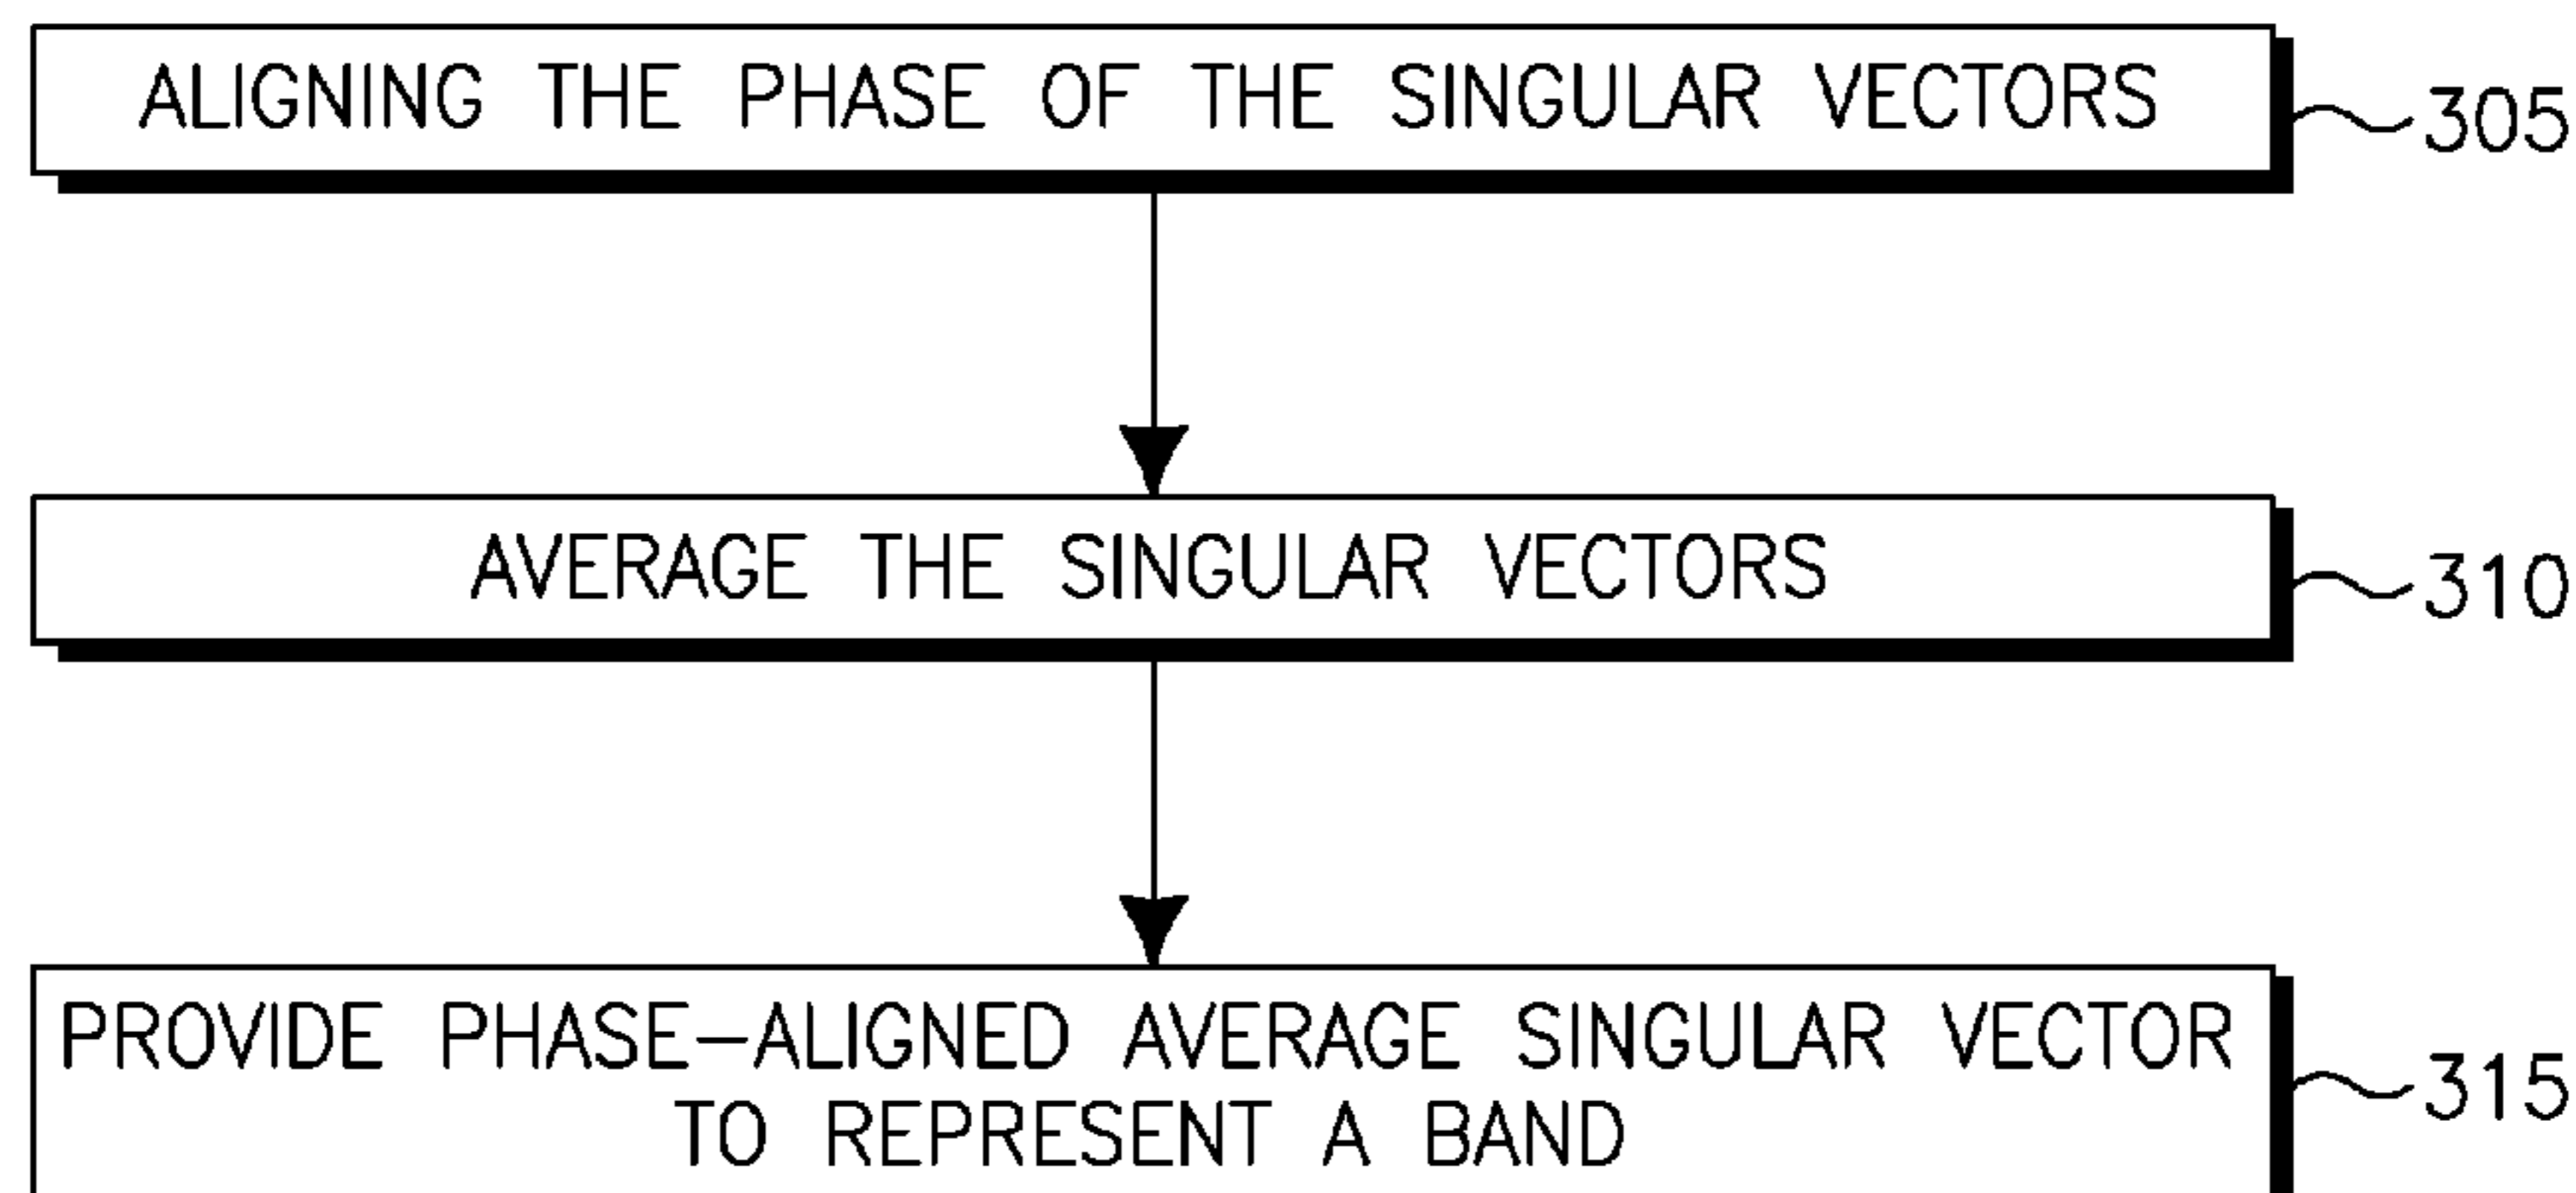 ALIGNING THE PHASE OF THE SINGULAR VECTORS
305
AVERAGE THE SINGULAR VECTORS
310
PROVIDE PHASE-ALIGNED AVERAGE SINGULAR VECTOR
TO REPRESENT A BAND
315